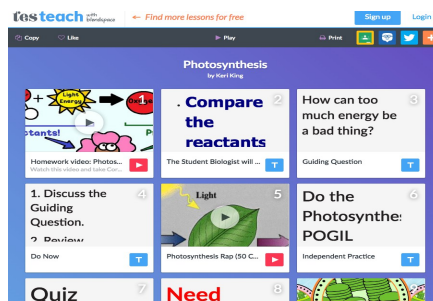 tes teach with blendspace
← Find more lessons for free
Sign up
Login
Copy
Like
Play
Print
Photosynthesis
by Keri King
+ Light Energy
1
ctants!
Homework video: Photos...
Watch this video and take Cor...
2
. Compare
the
reactants
The Student Biologist will ...
T
3
How can too
much energy be
a bad thing?
Guiding Question
T
4
1. Discuss the
Guiding
Question.
2. Review
Do Now
T
5
Light
Photosynthesis Rap (50 C...
6
Do the
Photosynthe
POGIL
Independent Practice
T
7
Quiz
8
Need